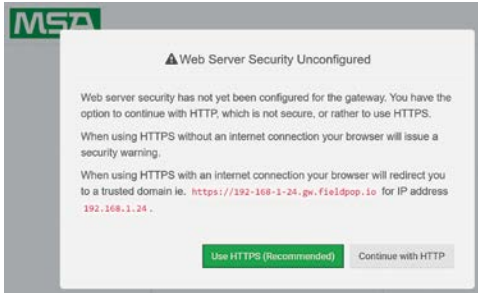 MSA
Web Server Security Unconfigured
Web server security has not yet been configured for the gateway. You have the
option to continue with HTTP, which is not secure, or rather to use HTTPS.
When using HTTPS without an internet connection your browser will issue a
security warning.
When using HTTPS with an internet connection your browser will redirect you
to a trusted domain ie. https://192-168-1-24.gw.fieldpop.io for IP address
192.168.1.24 .
Use HTTPS (Recommended) Continue with HTTP